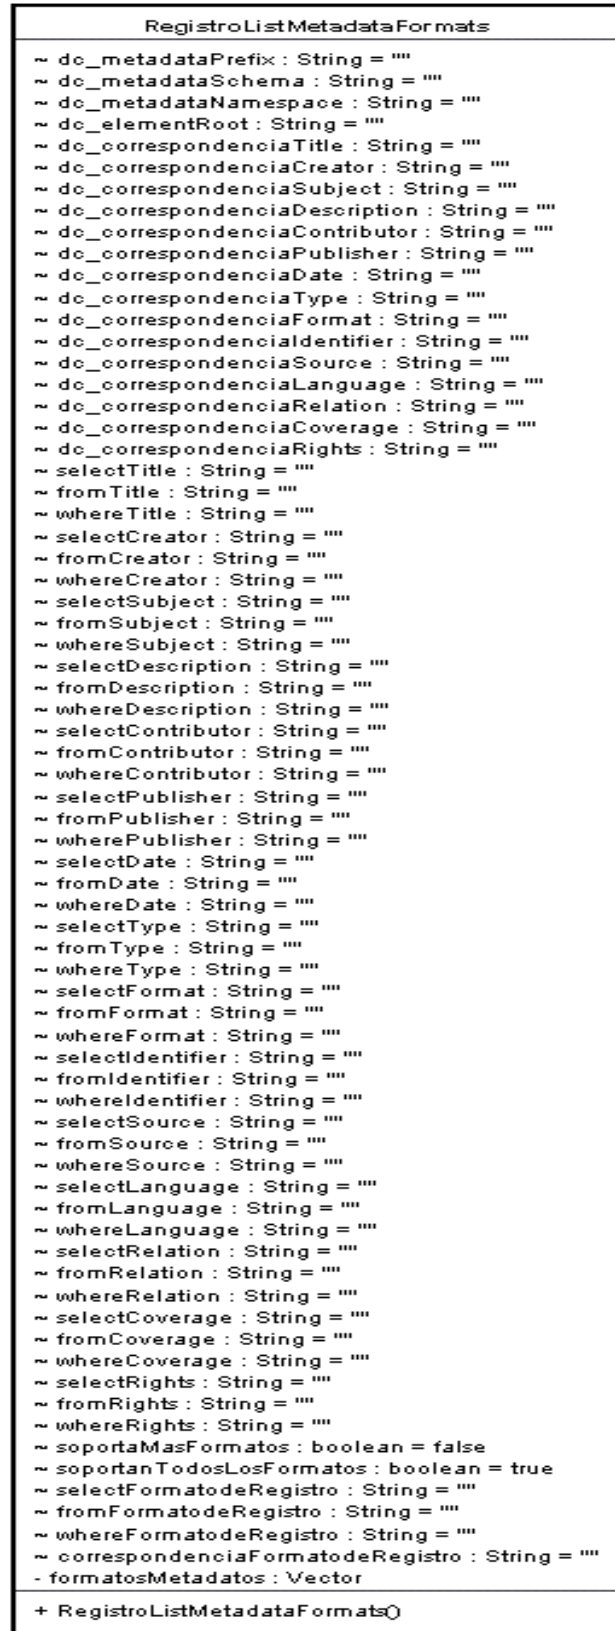 RegistroListMetadataFormats
~ dc_metadataPrefix : String = ""
~ dc_metadataSchema : String = ""
~ dc_metadataNamespace : String = ""
~ dc_elementRoot : String = ""
~ dc_correspondenciaTitle : String = ""
~ dc_correspondenciaCreator : String = ""
~ dc_correspondenciaSubject : String = ""
~ dc_correspondenciaDescription : String = ""
~ dc_correspondenciaContributor : String = ""
~ dc_correspondenciaPublisher : String = ""
~ dc_correspondenciaDate : String = ""
~ dc_correspondenciaType : String = ""
~ dc_correspondenciaFormat : String = ""
~ dc_correspondenciaIdentifier : String = ""
~ dc_correspondenciaSource : String = ""
~ dc_correspondenciaLanguage : String = ""
~ dc_correspondenciaRelation : String = ""
~ dc_correspondenciaCoverage : String = ""
~ dc_correspondenciaRights : String = ""
~ selectTitle : String = ""
~ fromTitle : String = ""
~ whereTitle : String = ""
~ selectCreator : String = ""
~ fromCreator : String = ""
~ whereCreator : String = ""
~ selectSubject : String = ""
~ fromSubject : String = ""
~ whereSubject : String = ""
~ selectDescription : String = ""
~ fromDescription : String = ""
~ whereDescription : String = ""
~ selectContributor : String = ""
~ fromContributor : String = ""
~ whereContributor : String = ""
~ selectPublisher : String = ""
~ fromPublisher : String = ""
~ wherePublisher : String = ""
~ selectDate : String = ""
~ fromDate : String = ""
~ whereDate : String = ""
~ selectType : String = ""
~ fromType : String = ""
~ whereType : String = ""
~ selectFormat : String = ""
~ fromFormat : String = ""
~ whereFormat : String = ""
~ selectIdentifier : String = ""
~ fromIdentifier : String = ""
~ whereIdentifier : String = ""
~ selectSource : String = ""
~ fromSource : String = ""
~ whereSource : String = ""
~ selectLanguage : String = ""
~ fromLanguage : String = ""
~ whereLanguage : String = ""
~ selectRelation : String = ""
~ fromRelation : String = ""
~ whereRelation : String = ""
~ selectCoverage : String = ""
~ fromCoverage : String = ""
~ whereCoverage : String = ""
~ selectRights : String = ""
~ fromRights : String = ""
~ whereRights : String = ""
~ soportaMasFormatos : boolean = false
~ soportanTodosLosFormatos : boolean = true
~ selectFormatodeRegistro : String = ""
~ fromFormatodeRegistro : String = ""
~ whereFormatodeRegistro : String = ""
~ correspondenciaFormatodeRegistro : String = ""
- formatosMetadatos : Vector
+ RegistroListMetadataFormats()